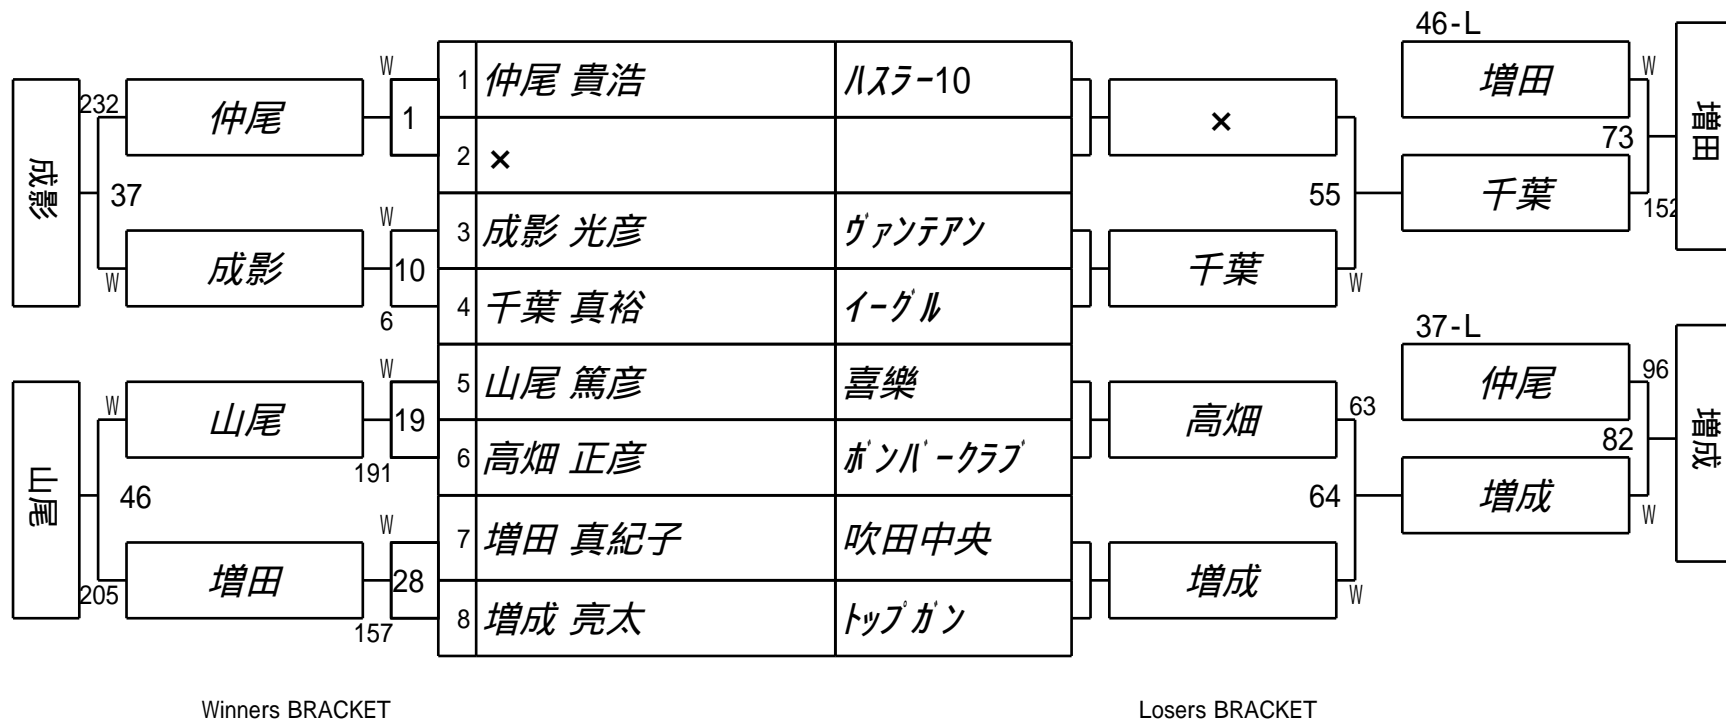 46-L
W
1 仲尾 貴浩 ハスラー10
増田
W
232
仲尾
1
×
73
増田
2 ×
千葉
152
成影
37
55
W
3 成影 光彦 ヴァンテアン
成影
W
10
千葉
W
4 千葉 真裕 イーグル
6
37-L
W
5 山尾 篤彦 喜樂
仲尾
96
W
山尾
19
高畑
63
82
増成
6 高畑 正彦 ボンバークラブ
191
増成
W
山尾
46
64
W
7 増田 真紀子 吹田中央
増田
28
増成
W
205
8 増成 亮太 トップガン
157
Winners BRACKET
Losers BRACKET